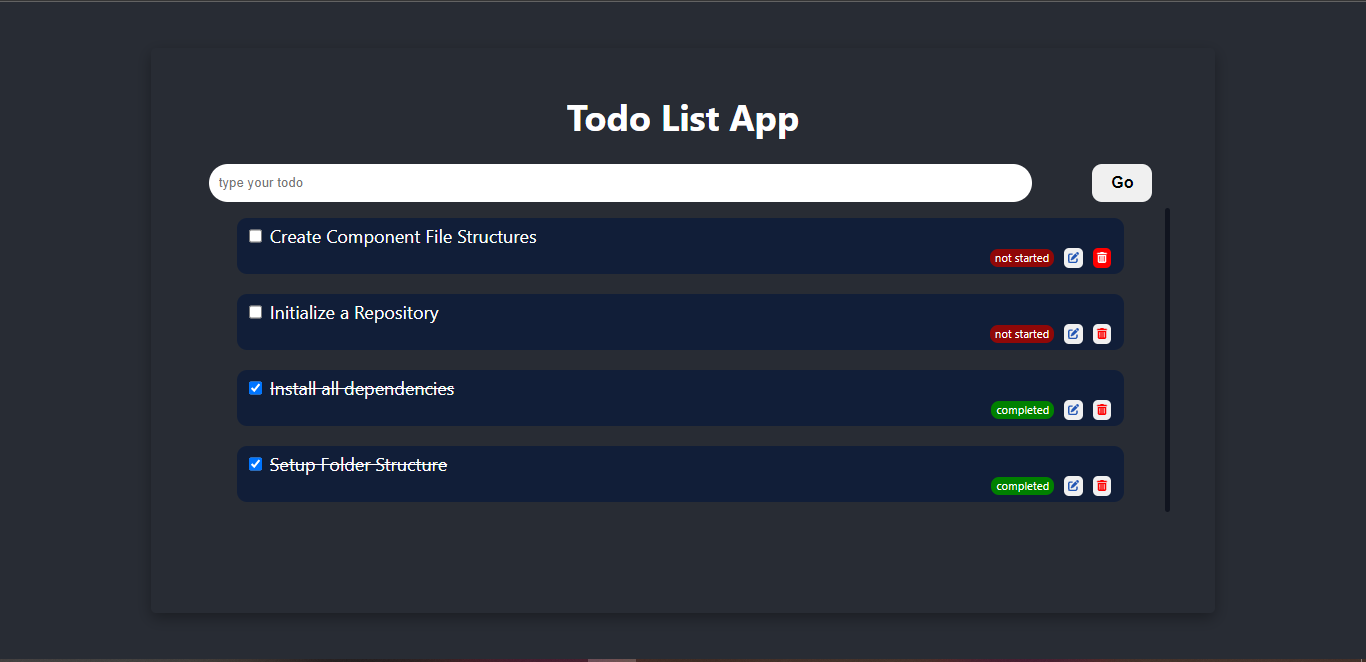 Todo List App
type your todo
Go
Create Component File Structures
not started
Initialize a Repository
not started
Install all dependencies
completed
Setup Folder Structure
completed